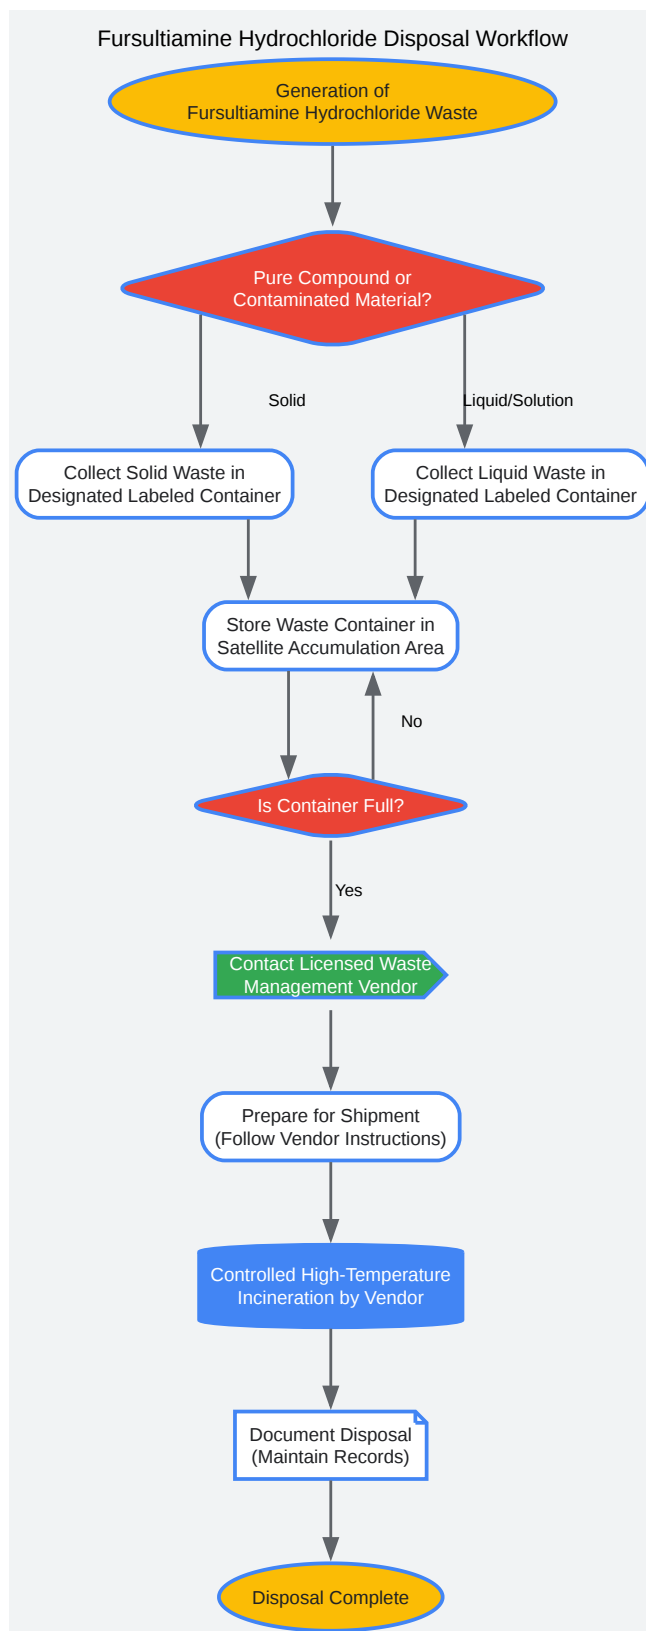 Fursultiamine Hydrochloride Disposal Workflow
Generation of
Fursultiamine Hydrochloride Waste
Pure Compound or
Contaminated Material?
Solid
Liquid/Solution
Collect Solid Waste in
Designated Labeled Container
Collect Liquid Waste in
Designated Labeled Container
Store Waste Container in
Satellite Accumulation Area
No
Is Container Full?
Yes
Contact Licensed Waste
Management Vendor
Prepare for Shipment
(Follow Vendor Instructions)
Controlled High-Temperature
Incineration by Vendor
Document Disposal
(Maintain Records)
Disposal Complete